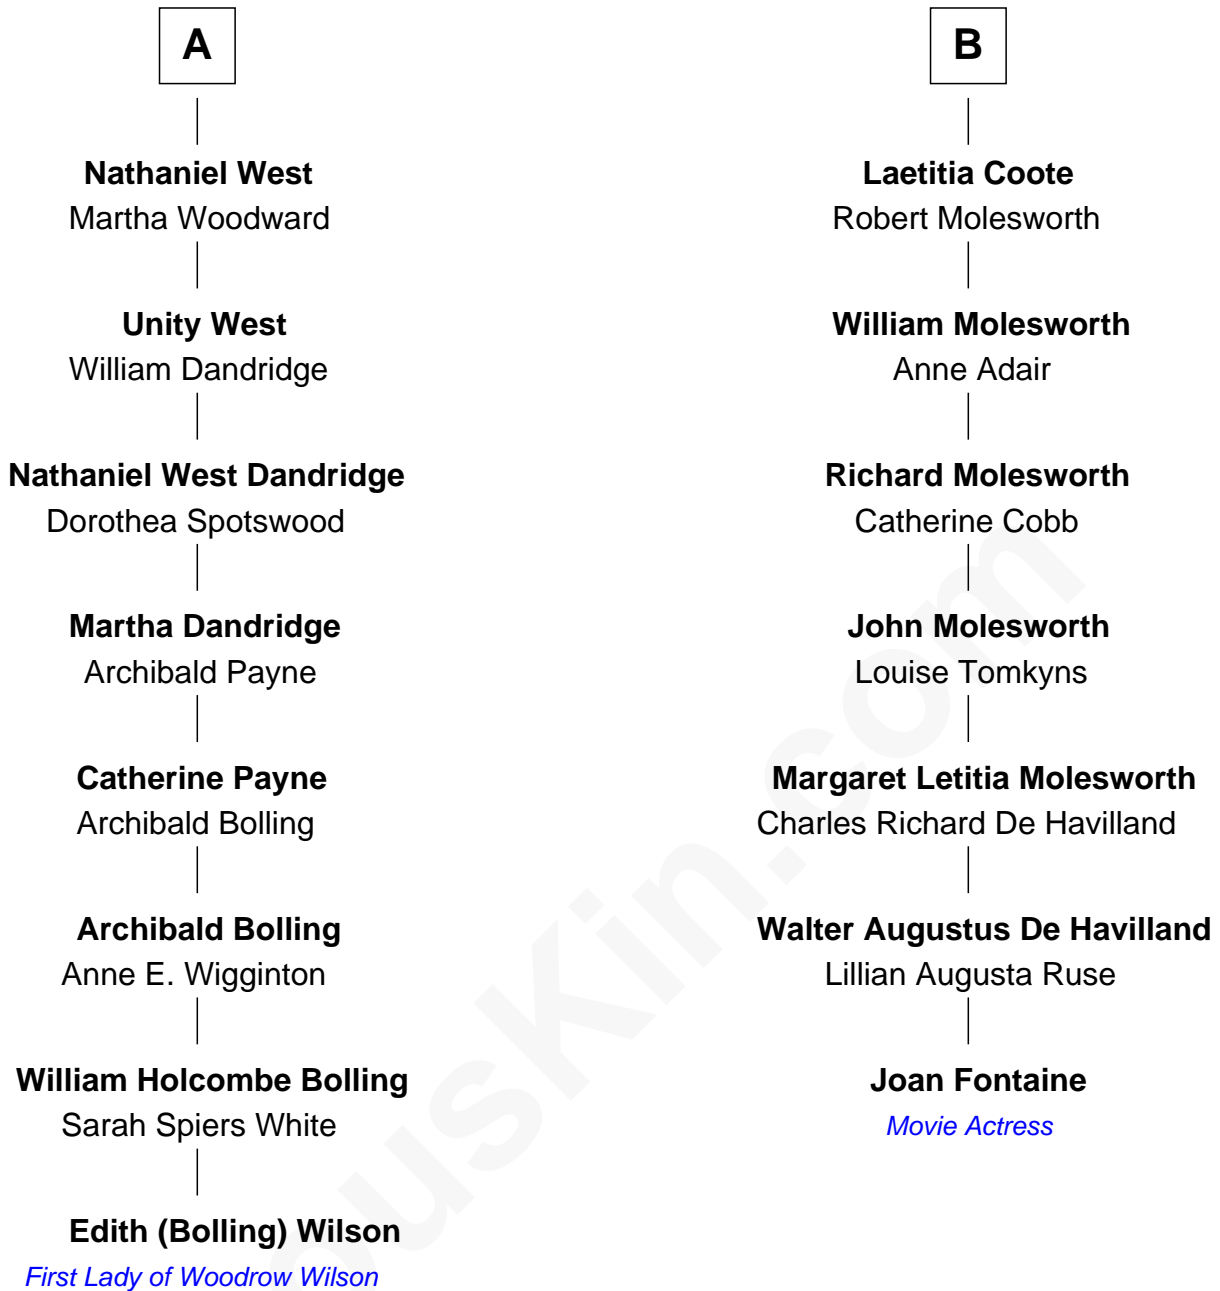 A
Nathaniel West
Martha Woodward
Unity West
William Dandridge
Nathaniel West Dandridge
Dorothea Spotswood
Martha Dandridge
Archibald Payne
Catherine Payne
Archibald Bolling
Archibald Bolling
Anne E. Wigginton
William Holcombe Bolling
Sarah Spiers White
Edith (Bolling) Wilson
First Lady of Woodrow Wilson
B
Laetitia Coote
Robert Molesworth
William Molesworth
Anne Adair
Richard Molesworth
Catherine Cobb
John Molesworth
Louise Tomkyns
Margaret Letitia Molesworth
Charles Richard De Havilland
Walter Augustus De Havilland
Lillian Augusta Ruse
Joan Fontaine
Movie Actress
ousKin.com